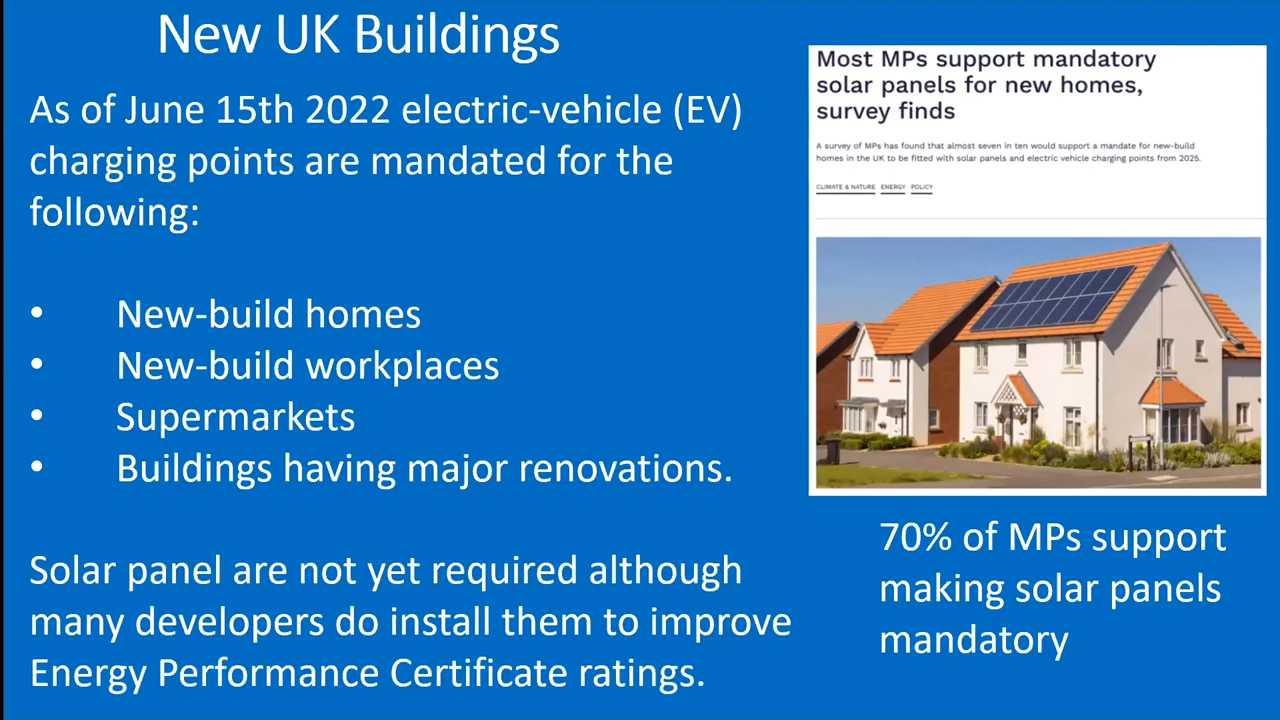 New UK Buildings
As of June 15th 2022 electric-vehicle (EV)
charging points are mandated for the
following:
• New-build homes
• New-build workplaces
• Supermarkets
• Buildings having major renovations.
Solar panel are not yet required although
many developers do install them to improve
Energy Performance Certificate ratings.
Most MPs support mandatory
solar panels for new homes,
survey finds
A survey of MPs has found that almost seven in ten would support a mandate for new-build
homes in the UK to be fitted with solar panels and electric vehicle charging points from 2025.
CLIMATE & NATURE ENERGY POLICY
70% of MPs support
making solar panels
mandatory